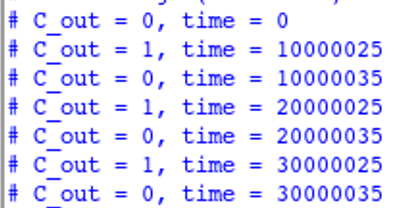 # C_out = 0, time = 0
# C_out = 1, time = 10000025
# C_out = 0, time = 10000035
# C_out = 1, time = 20000025
# C_out = 0, time = 20000035
# C_out = 1, time = 30000025
# C_out = 0, time = 30000035